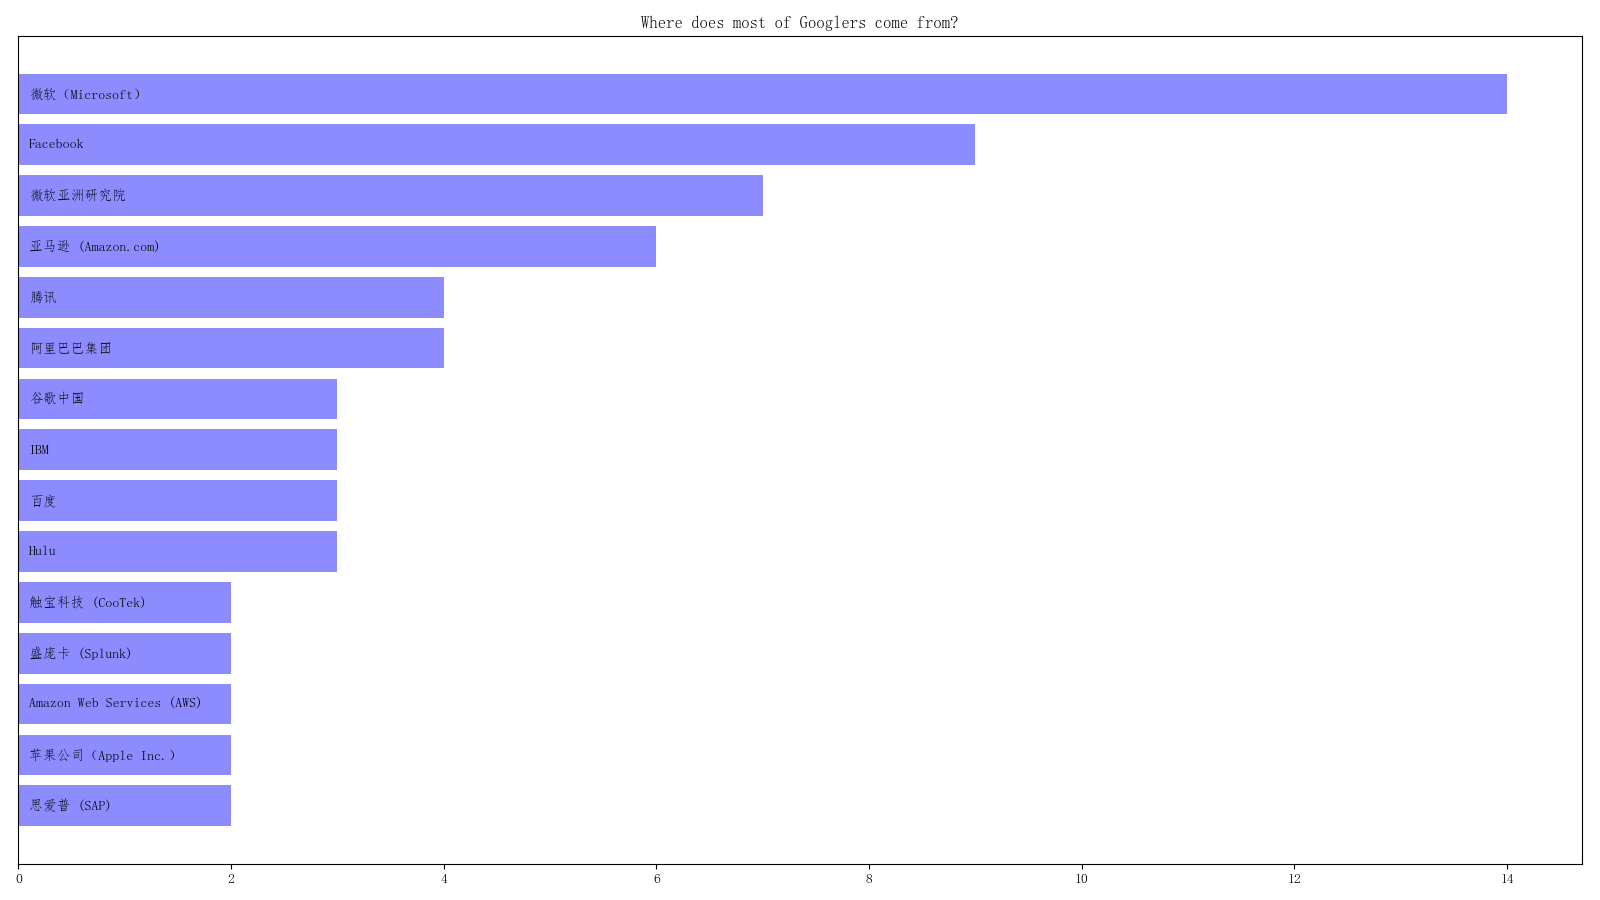 Where does most of Googlers come from?
微软（Microsoft）
Facebook
微软亚洲研究院
亚马逊 (Amazon.com)
腾讯
阿里巴巴集团
谷歌中国
IBM
百度
Hulu
触宝科技 (CooTek)
盛庞卡 (Splunk)
Amazon Web Services (AWS)
苹果公司（Apple Inc.）
思爱普 (SAP)
0 2 4 6 8 10 12 14